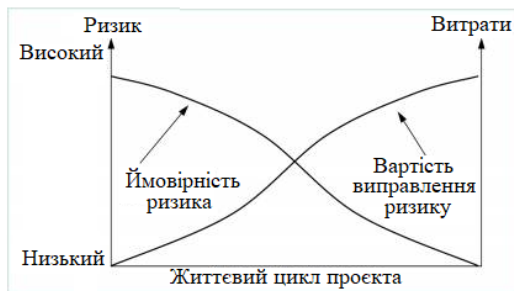 Ризик
Витрати
Високий
Ймовірність
ризика
Вартість
виправлення
ризику
Низький
Життєвий цикл проєкта